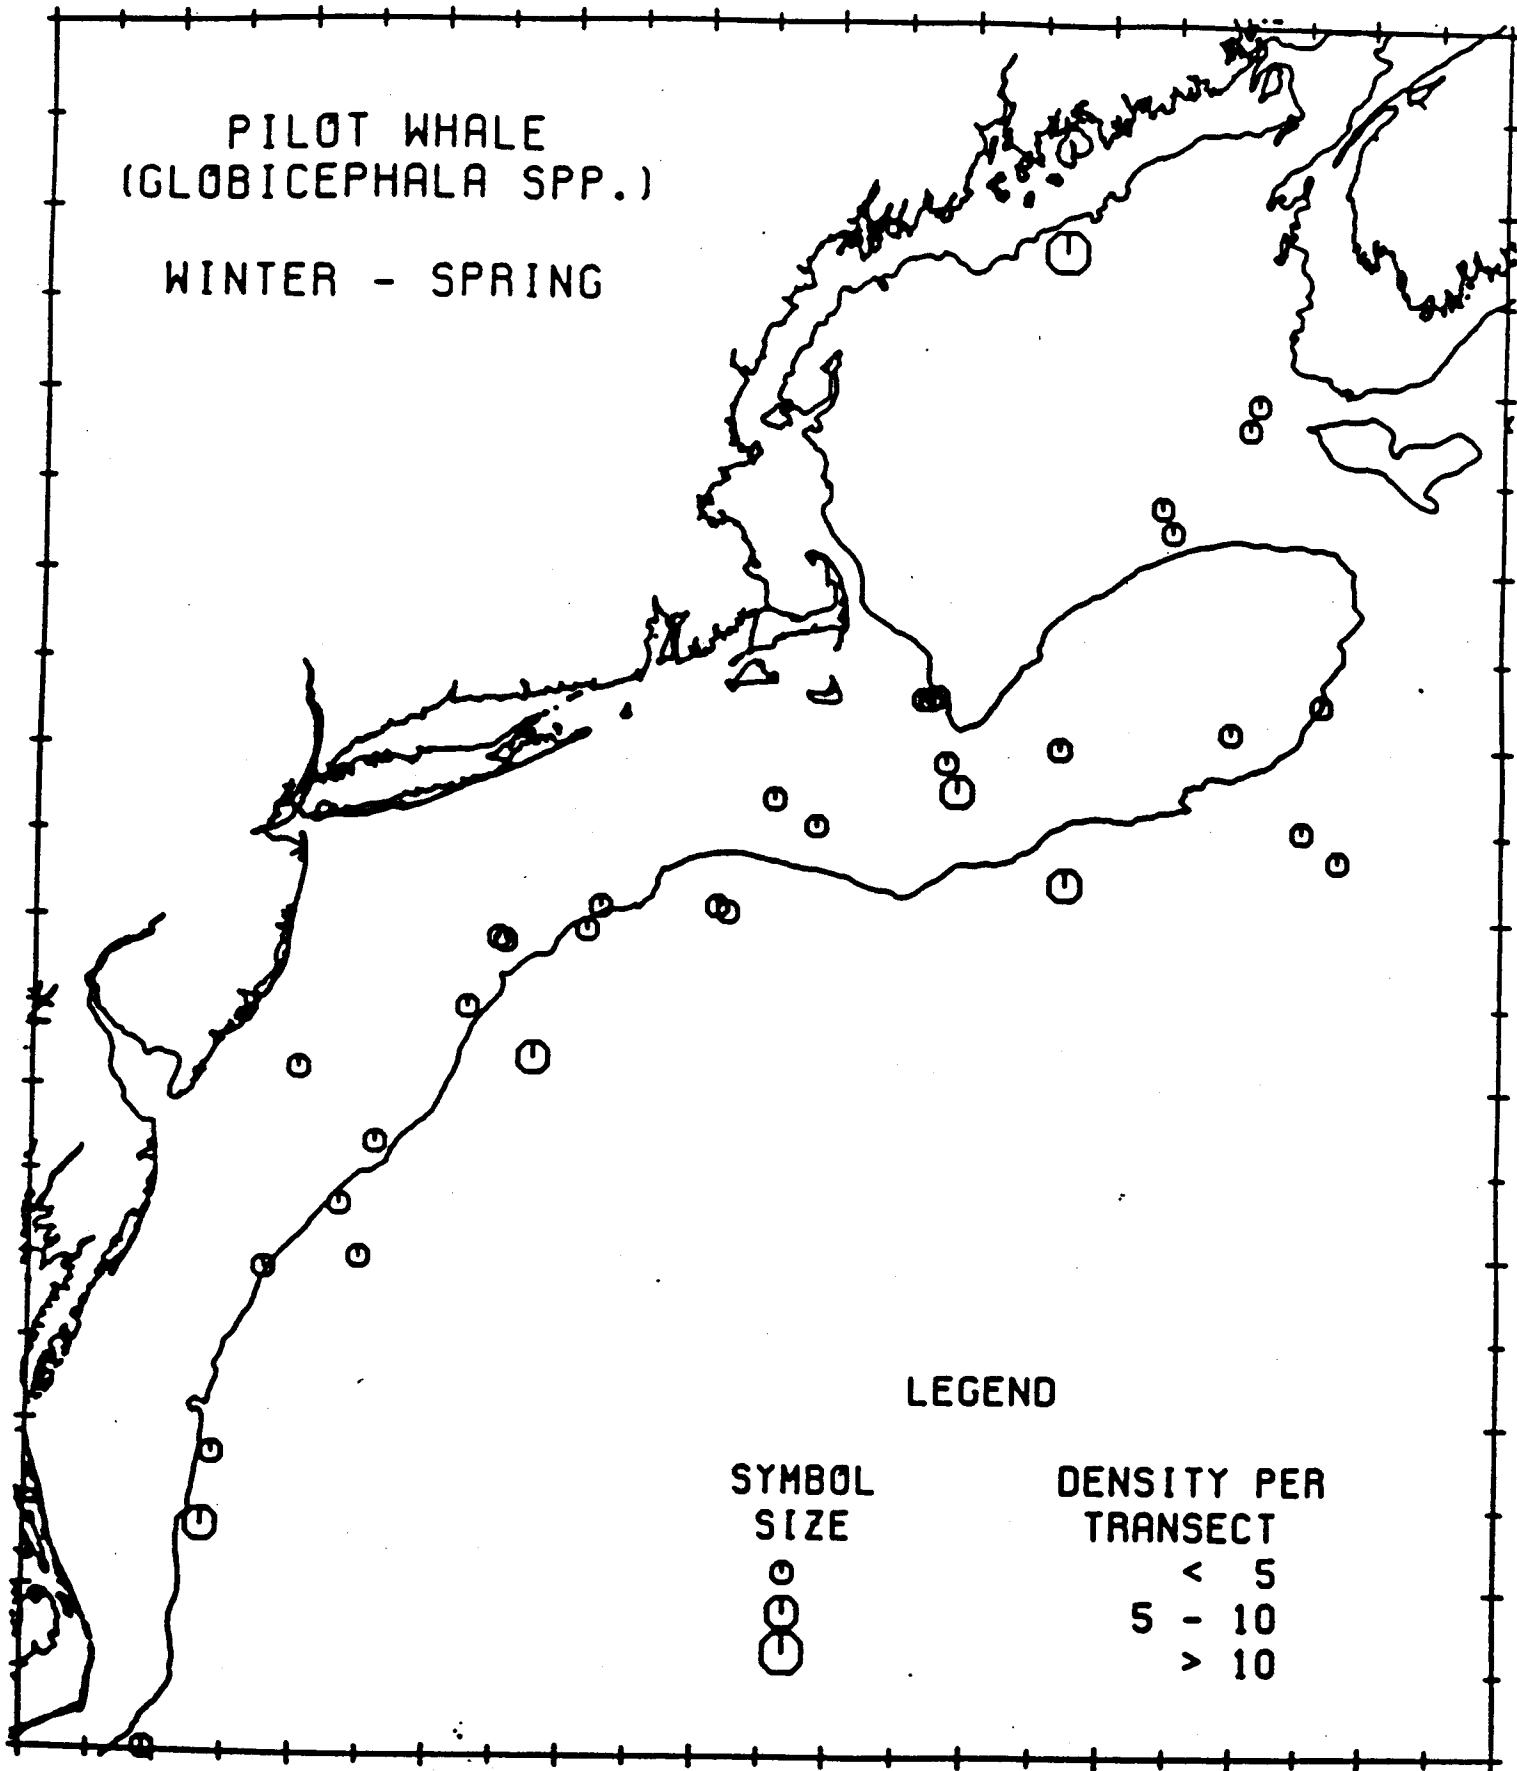 PILOT WHALE
(GLOBICEPHALA SPP.)
WINTER - SPRING
LEGEND
SYMBOL SIZE
DENSITY PER TRANSECT
< 5
5 - 10
> 10